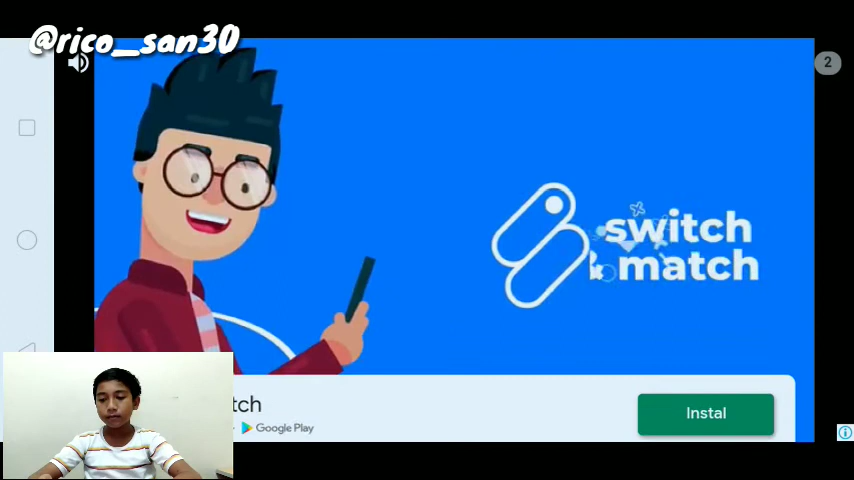 @rico_san30
2
switch
& match
tch
Google Play
Instal